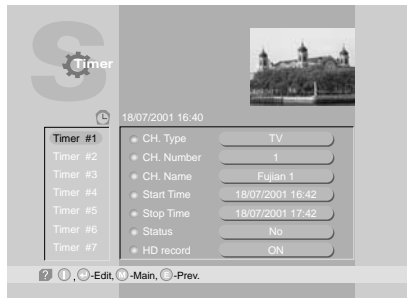 S
Timer
18/07/2001 16:40
Timer #1
Timer #2
Timer #3
Timer #4
Timer #5
Timer #6
Timer #7
CH. Type TV
CH. Number 1
CH. Name Fujian 1
Start Time 18/07/2001 16:42
Stop Time 18/07/2001 17:42
Status No
HD record ON
? , -Edit, M -Main, E -Prev.